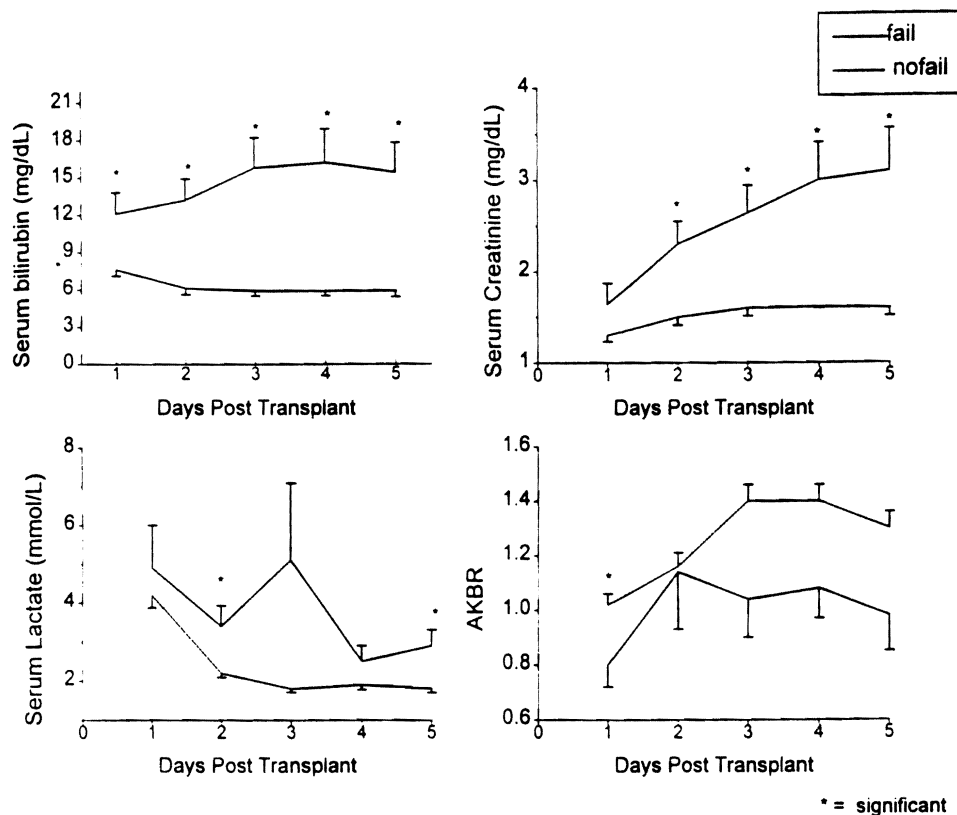 fail
nofail
Serum bilirubin (mg/dL)
21
18
15
12
9
6
3
0
* * * * *
1 2 3 4 5
Days Post Transplant
Serum Creatinine (mg/dL)
4
3
2
1
* * * *
0 1 2 3 4 5
Days Post Transplant
Serum Lactate (mmol/L)
8
6
4
2
* *
0 1 2 3 4 5
Days Post Transplant
AKBR
1.6
1.4
1.2
1.0
0.8
0.6
*
0 1 2 3 4 5
Days Post Transplant
* = significant